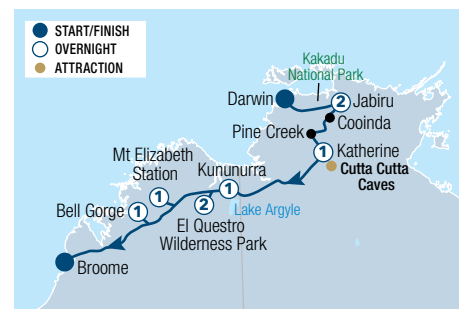 START/FINISH
1 OVERNIGHT
ATTRACTION
Kakadu
National Park
Darwin
2 Jabiru
Cooinda
Pine Creek
1 Katherine
Cutta Cutta
Caves
Mt Elizabeth
Station
Kununurra
1
1
Lake Argyle
Bell Gorge 1
2
El Questro
Wilderness Park
Broome